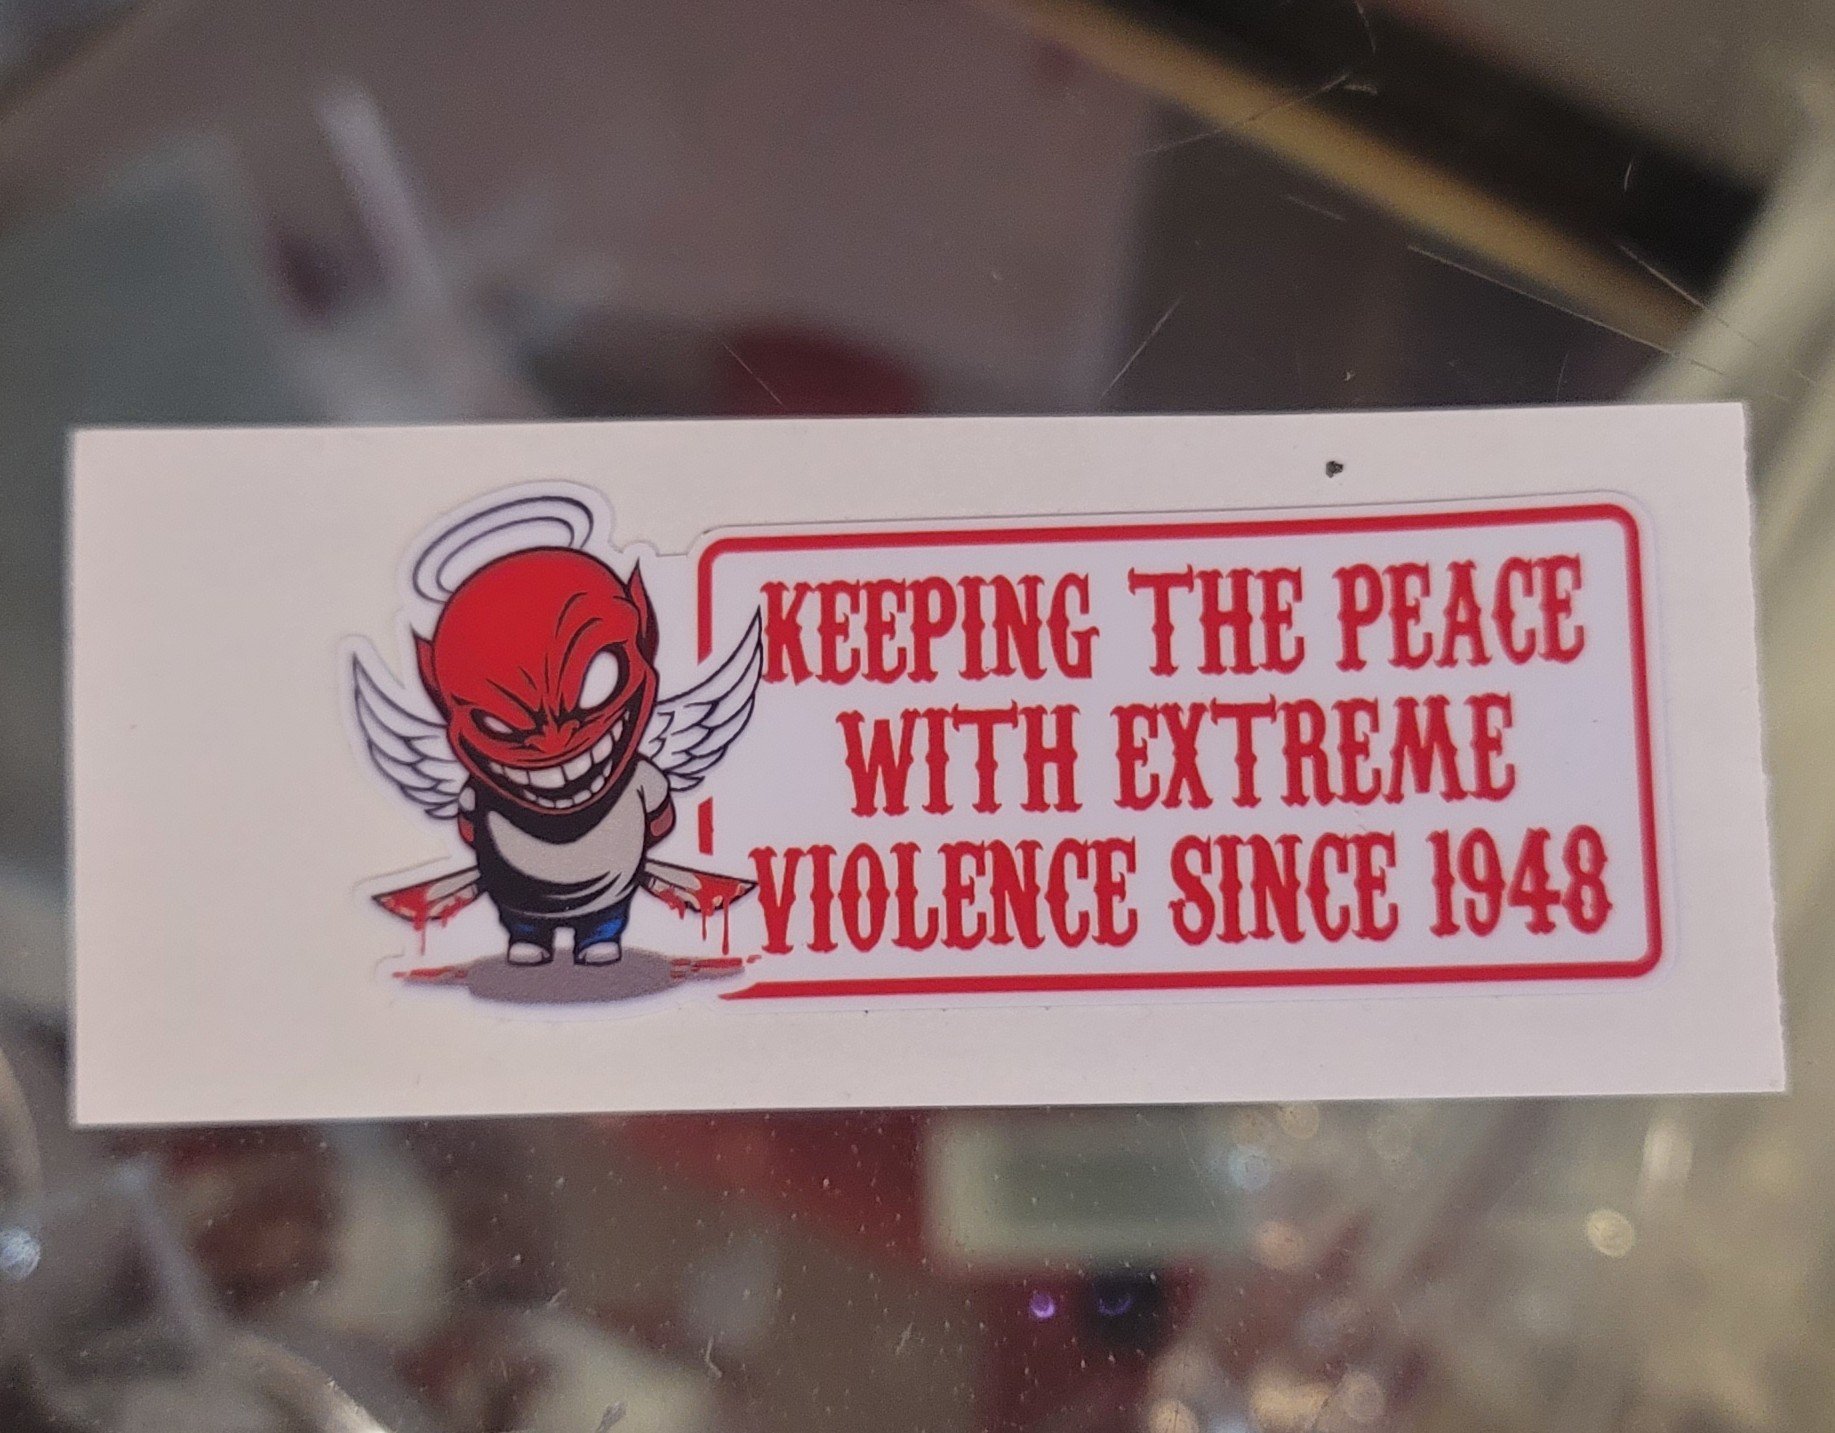 KEEPING THE PEACE
WITH EXTREME
VIOLENCE SINCE 1948